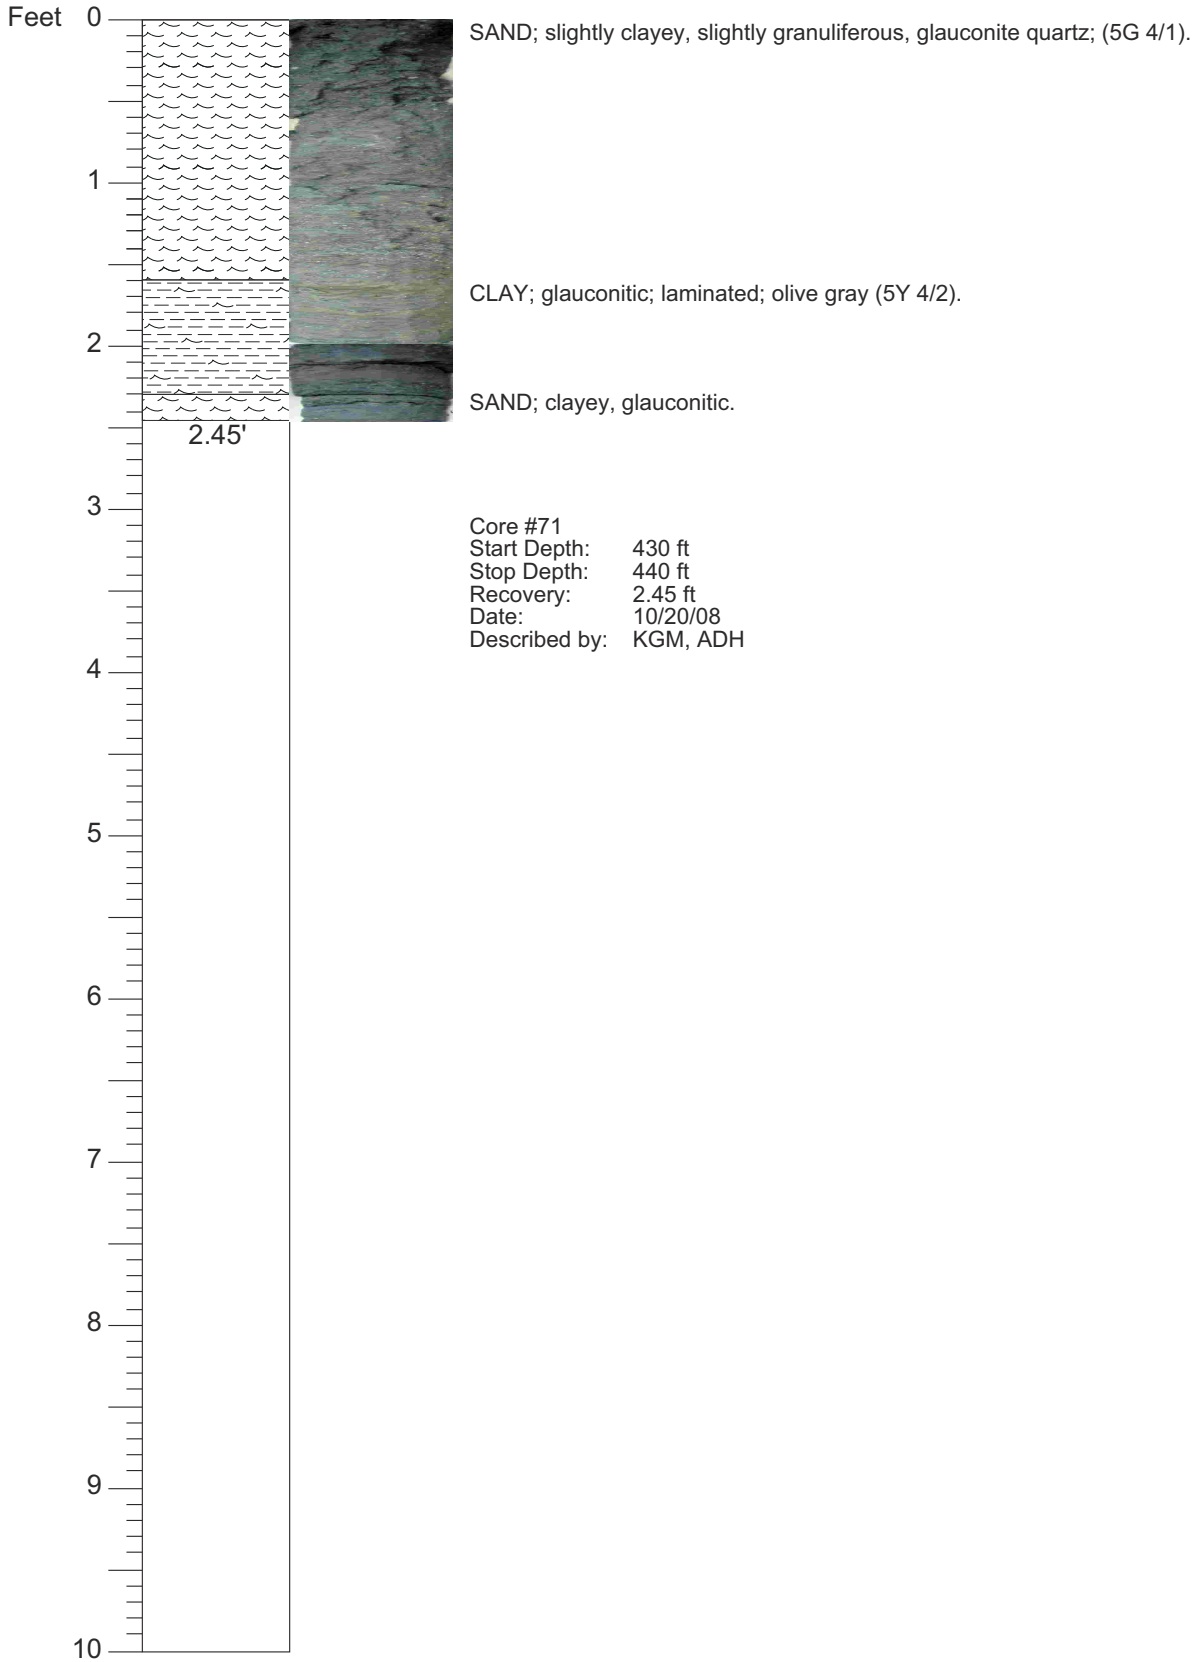 Feet 0
SAND; slightly clayey, slightly granuliferous, glauconite quartz; (5G 4/1).
1
CLAY; glauconitic; laminated; olive gray (5Y 4/2).
2
SAND; clayey, glauconitic.
2.45'
3
Core #71
Start Depth: 430 ft
Stop Depth: 440 ft
Recovery: 2.45 ft
Date: 10/20/08
Described by: KGM, ADH
4
5
6
7
8
9
10